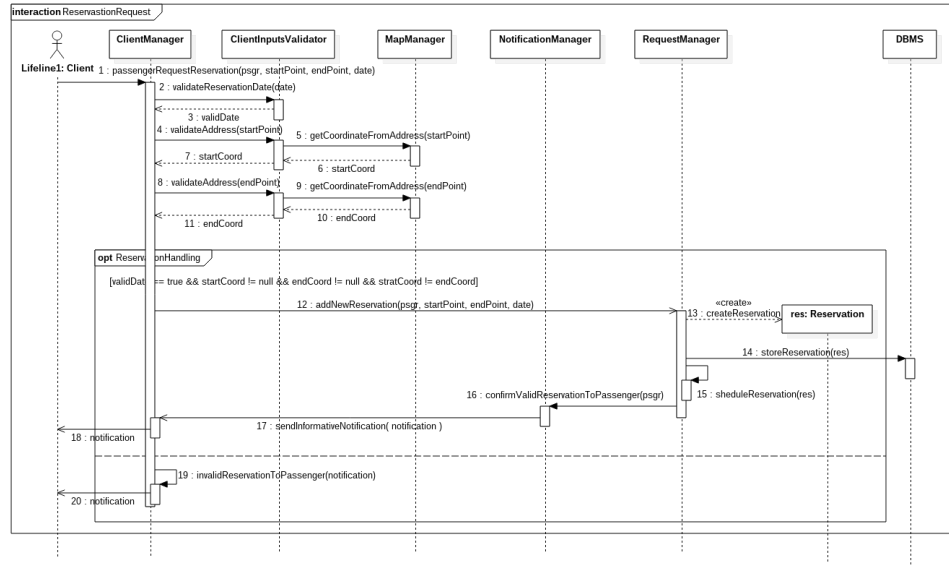 interaction ReservastionRequest
ClientManager
ClientInputsValidator
MapManager
NotificationManager
RequestManager
DBMS
Lifeline1: Client
1 : passengerRequestReservation(psgr, startPoint, endPoint, date)
2 : validateReservationDate(date)
3 : validDate
4 : validateAddress(startPoint)
5 : getCoordinateFromAddress(startPoint)
6 : startCoord
7 : startCoord
8 : validateAddress(endPoint)
9 : getCoordinateFromAddress(endPoint)
10 : endCoord
11 : endCoord
opt ReservationHandling
[validDate == true && startCoord != null && endCoord != null && stratCoord != endCoord]
12 : addNewReservation(psgr, startPoint, endPoint, date)
«create»
13 : createReservation
res: Reservation
14 : storeReservation(res)
15 : sheduleReservation(res)
16 : confirmValidReservationToPassenger(psgr)
17 : sendInformativeNotification( notification )
18 : notification
19 : invalidReservationToPassenger(notification)
20 : notification